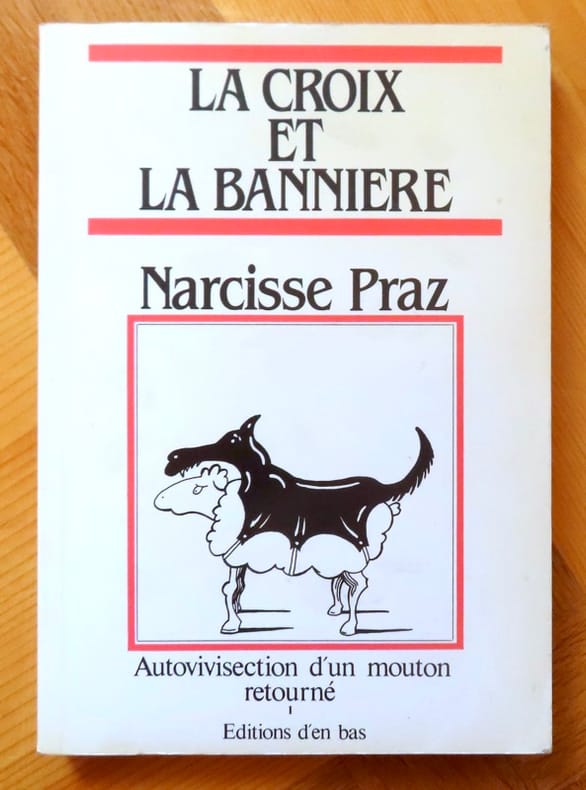 LA CROIX
ET
LA BANNIERE
Narcisse Praz
Autovivisection d'un mouton
retourné
I
Editions d'en bas